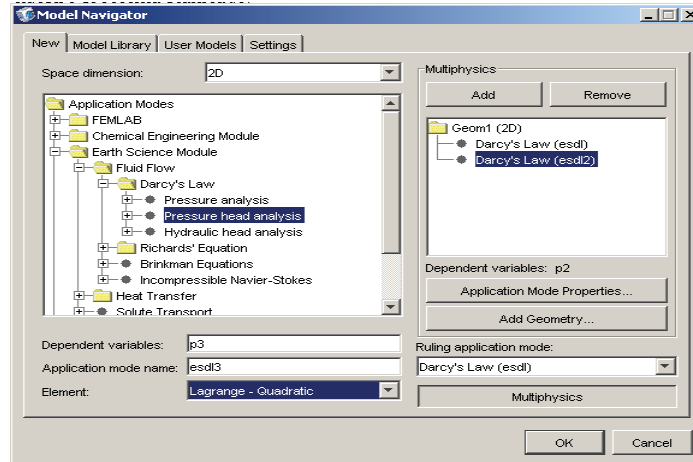 Model Navigator
New Model Library User Models Settings
Space dimension: 2D
Application Modes
FEMLAB
Chemical Engineering Module
Earth Science Module
Fluid Flow
Darcy's Law
Pressure analysis
Pressure head analysis
Hydraulic head analysis
Richards' Equation
Brinkman Equations
Incompressible Navier-Stokes
Heat Transfer
Solute Transport
Dependent variables: p3
Application mode name: esdl3
Element: Lagrange - Quadratic
Multiphysics
Add Remove
Geom1 (2D)
Darcy's Law (esdl)
Darcy's Law (esdl2)
Dependent variables: p2
Application Mode Properties...
Add Geometry...
Ruling application mode:
Darcy's Law (esdl)
Multiphysics
OK Cancel